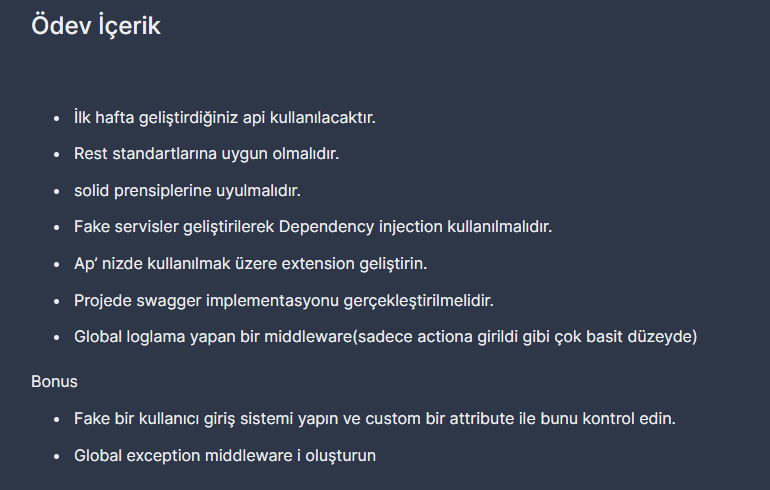 Ödev İçerik
• İlk hafta geliştirdiğiniz api kullanılacaktır.
• Rest standartlarına uygun olmalıdır.
• solid prensiplerine uyulmalıdır.
• Fake servisler geliştirilerek Dependency injection kullanılmalıdır.
• Ap’ nizde kullanılmak üzere extension geliştirin.
• Projede swagger implementasyonu gerçekleştirilmelidir.
• Global loglama yapan bir middleware(sadece actiona girildi gibi çok basit düzeyde)
Bonus
• Fake bir kullanıcı giriş sistemi yapın ve custom bir attribute ile bunu kontrol edin.
• Global exception middleware i oluşturun